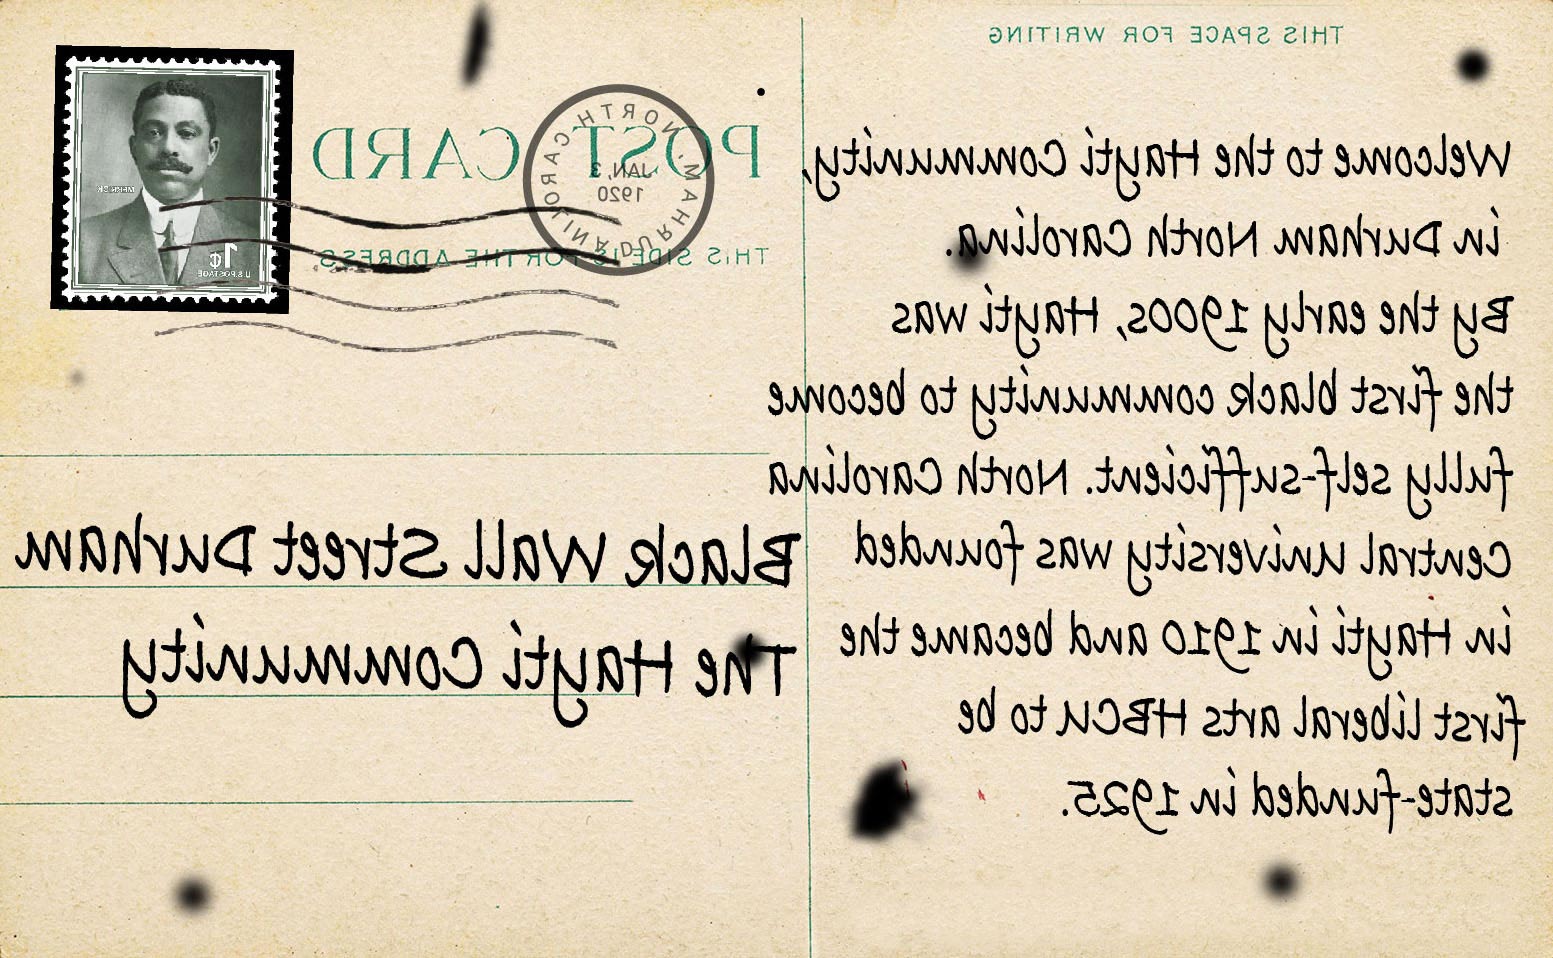 THIS SPACE FOR WRITING
Welcome to the Hayti Community,
in Durham North Carolina.
By the early 1900s, Hayti was
the first black community to become
fully self-sufficient. North Carolina
Central University was founded
in Hayti in 1910 and became the
first liberal arts HBCU to be
state-funded in 1925.
POST CARD
THIS SIDE IS FOR THE ADDRESS
DURHAM, NORTH CAROLINA
JAN. 3
1920
MERRICK
1¢
U.S. POSTAGE
Black Wall Street Durham
The Hayti Community